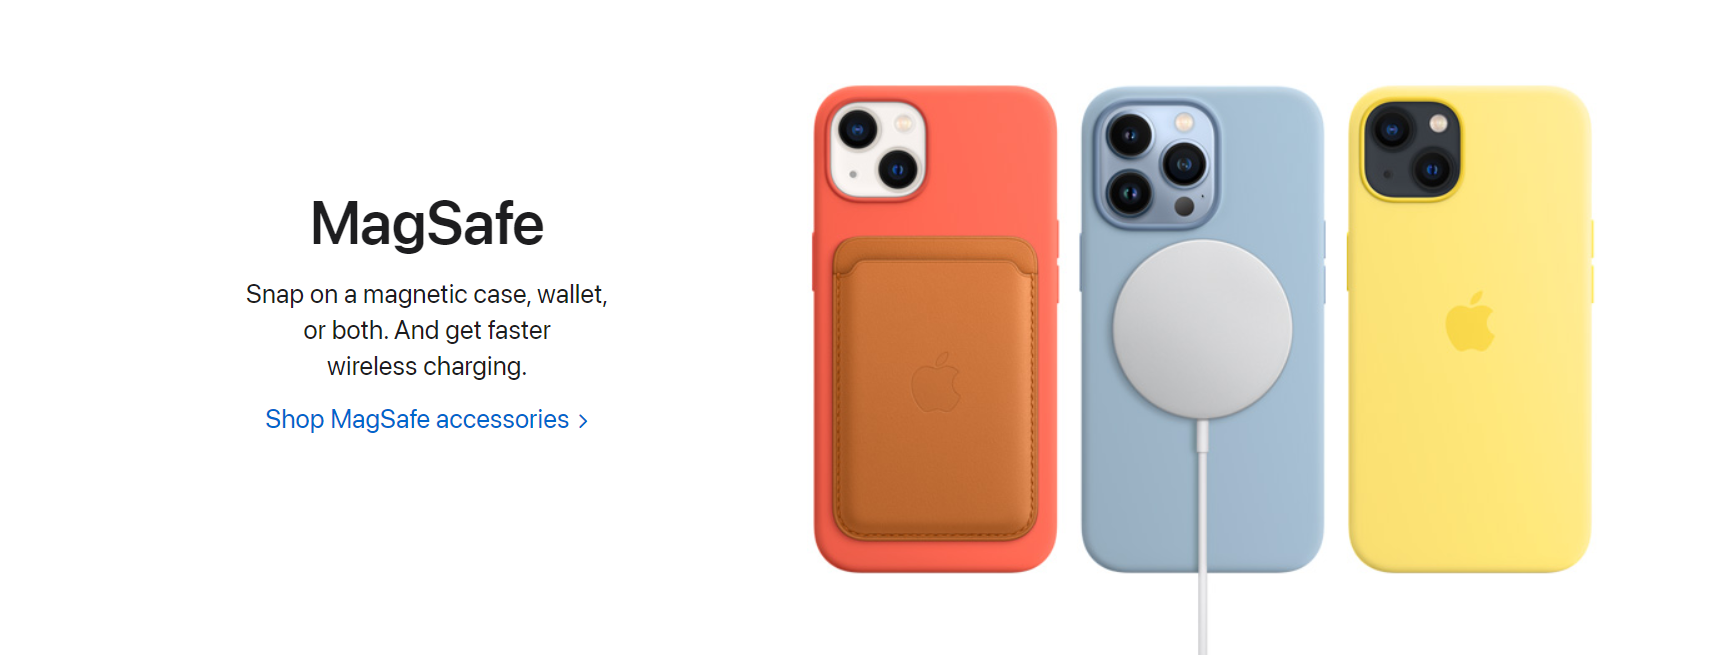 MagSafe
Snap on a magnetic case, wallet,
or both. And get faster
wireless charging.
Shop MagSafe accessories >